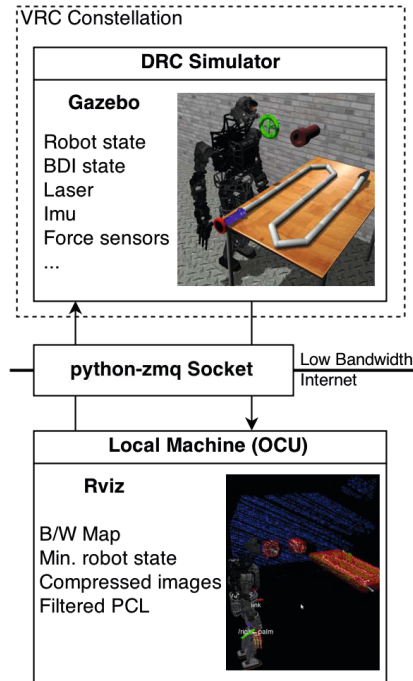 VRC Constellation
DRC Simulator
Gazebo
Robot state
BDI state
Laser
Imu
Force sensors
...
python-zmq Socket
Low Bandwidth
Internet
Local Machine (OCU)
Rviz
B/W Map
Min. robot state
Compressed images
Filtered PCL
link
/right_palm